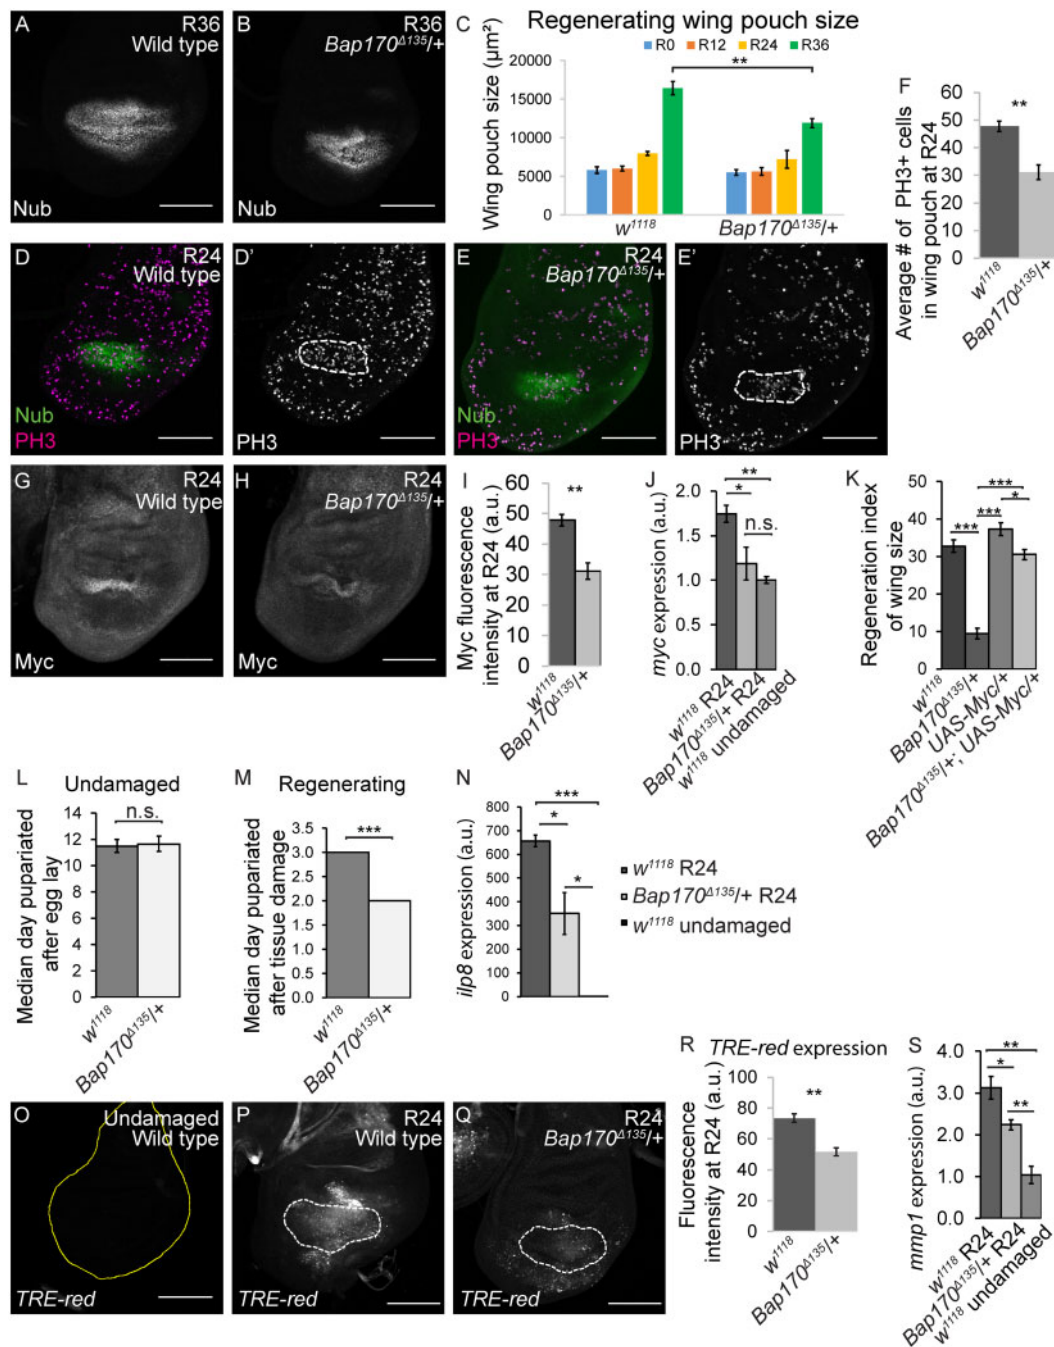 A
R36
Wild type
Nub
B
R36
Bap170Δ135/+
Nub
C Regenerating wing pouch size
R0 R12 R24 R36
Wing pouch size (μm²)
20000
15000
10000
5000
0
**
w1118
Bap170Δ135/+
F
Average # of PH3+ cells
in wing pouch at R24
60
50
40
30
20
10
0
**
w1118
Bap170Δ135/+
D
R24
Wild type
Nub
PH3
D'
PH3
E
R24
Bap170Δ135/+
Nub
PH3
E'
PH3
G
R24
Wild type
Myc
H
R24
Bap170Δ135/+
Myc
I
Myc fluorescence
intensity at R24 (a.u.)
60
50
40
30
20
10
0
**
w1118
Bap170Δ135/+
J
myc expression (a.u.)
2.0
1.5
1.0
0.5
0.0
**
*
n.s.
w1118 R24
Bap170Δ135/+ R24
w1118 undamaged
K
Regeneration index
of wing size
40
30
20
10
0
***
***
***
*
w1118
Bap170Δ135/+
UAS-Myc/+
Bap170Δ135/+; UAS-Myc/+
L Undamaged
Median day pupariated
after egg lay
14
12
10
8
6
4
2
0
n.s.
w1118
Bap170Δ135/+
M Regenerating
Median day pupariated
after tissue damage
3.5
3.0
2.5
2.0
1.5
1.0
0.5
0.0
***
w1118
Bap170Δ135/+
N
ilp8 expression (a.u.)
800
700
600
500
400
300
200
100
0
***
*
*
w1118 R24
Bap170Δ135/+ R24
w1118 undamaged
O
Undamaged
Wild type
TRE-red
P
R24
Wild type
TRE-red
Q
R24
Bap170Δ135/+
TRE-red
R TRE-red expression
Fluorescence
intensity at R24 (a.u.)
100
80
60
40
20
0
**
w1118
Bap170Δ135/+
S
mmp1 expression (a.u.)
4.0
3.0
2.0
1.0
0.0
**
*
**
w1118 R24
Bap170Δ135/+ R24
w1118 undamaged